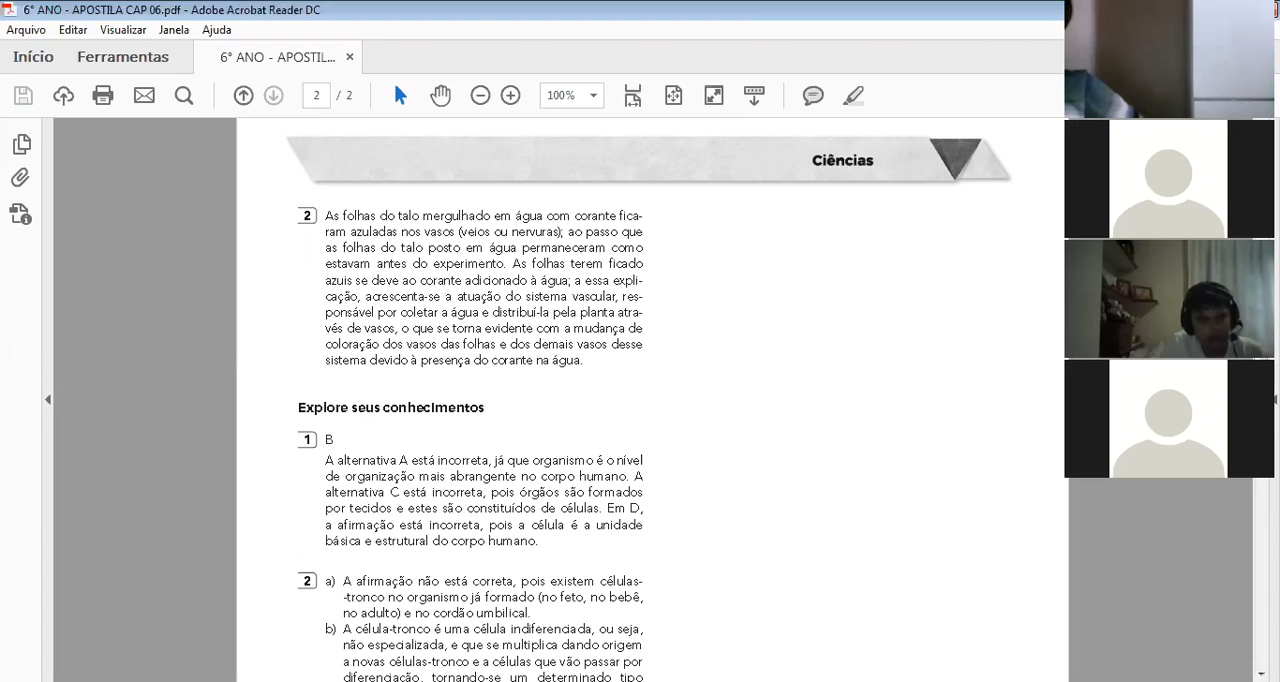 6° ANO - APOSTILA CAP 06.pdf - Adobe Acrobat Reader DC
Arquivo Editar Visualizar Janela Ajuda
Início Ferramentas 6° ANO - APOSTIL... ×
2 / 2 100%
Ciências
2 As folhas do talo mergulhado em água com corante fica-
ram azuladas nos vasos (veios ou nervuras); ao passo que
as folhas do talo posto em água permaneceram como
estavam antes do experimento. As folhas terem ficado
azuis se deve ao corante adicionado à água; a essa expli-
cação, acrescenta-se a atuação do sistema vascular, res-
ponsável por coletar a água e distribuí-la pela planta atra-
vés de vasos, o que se torna evidente com a mudança de
coloração dos vasos das folhas e dos demais vasos desse
sistema devido à presença do corante na água.
Explore seus conhecimentos
1 B
A alternativa A está incorreta, já que organismo é o nível
de organização mais abrangente no corpo humano. A
alternativa C está incorreta, pois órgãos são formados
por tecidos e estes são constituídos de células. Em D,
a afirmação está incorreta, pois a célula é a unidade
básica e estrutural do corpo humano.
2 a) A afirmação não está correta, pois existem células-
-tronco no organismo já formado (no feto, no bebê,
no adulto) e no cordão umbilical.
b) A célula-tronco é uma célula indiferenciada, ou seja,
não especializada, e que se multiplica dando origem
a novas células-tronco e a células que vão passar por
diferenciação, tornando-se um determinado tipo